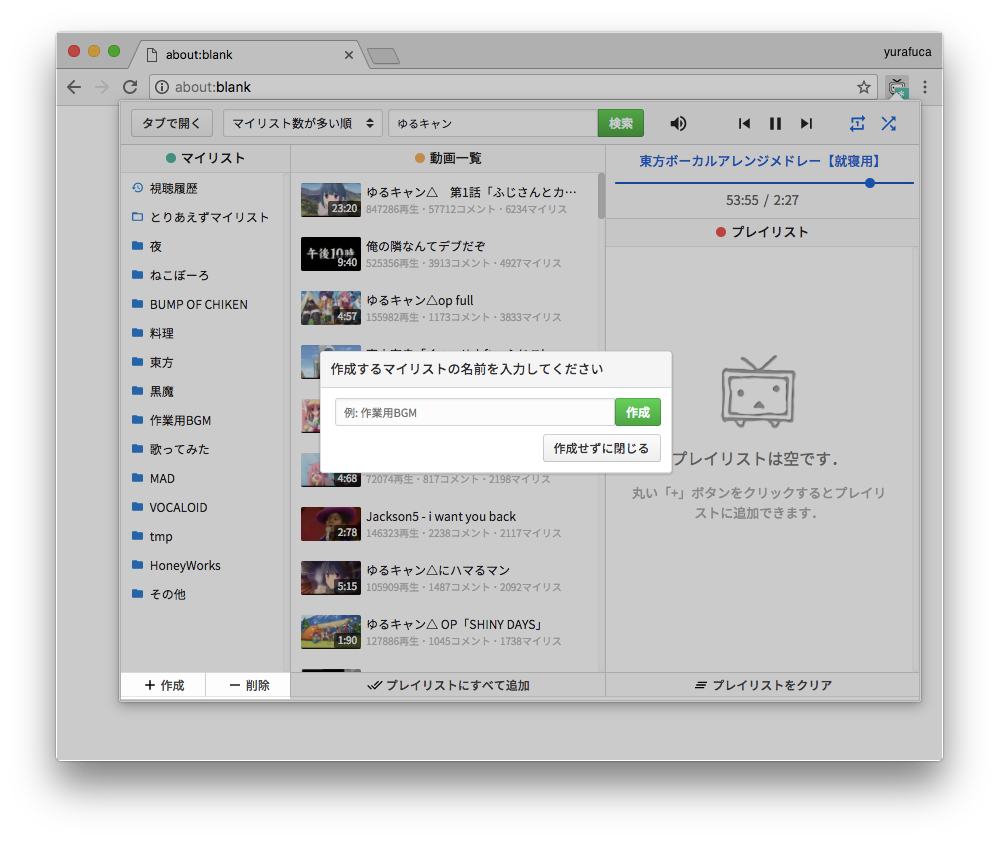 about:blank
yurafuca
about:blank
タブで開く
マイリスト数が多い順
ゆるキャン
検索
マイリスト
動画一覧
東方ボーカルアレンジメドレー【就寝用】
53:55 / 2:27
プレイリスト
視聴履歴
とりあえずマイリスト
夜
ねこぼーろ
BUMP OF CHIKEN
料理
東方
黒魔
作業用BGM
歌ってみた
MAD
VOCALOID
tmp
HoneyWorks
その他
ゆるキャン△　第1話「ふじさんとカ…
23:20
847286再生・57712コメント・6234マイリス
俺の隣なんてデブだぞ
午後10時
9:40
525356再生・3913コメント・4927マイリス
ゆるキャン△op full
4:57
155982再生・1173コメント・3833マイリス
作成するマイリストの名前を入力してください
例: 作業用BGM
作成
作成せずに閉じる
4:68
72074再生・817コメント・2198マイリス
Jackson5 - i want you back
2:78
146323再生・2238コメント・2117マイリス
ゆるキャン△にハマるマン
5:15
105909再生・1487コメント・2092マイリス
ゆるキャン△ OP「SHINY DAYS」
1:90
127886再生・1045コメント・1738マイリス
プレイリストは空です．
丸い「+」ボタンをクリックするとプレイリ
ストに追加できます．
作成
削除
プレイリストにすべて追加
プレイリストをクリア